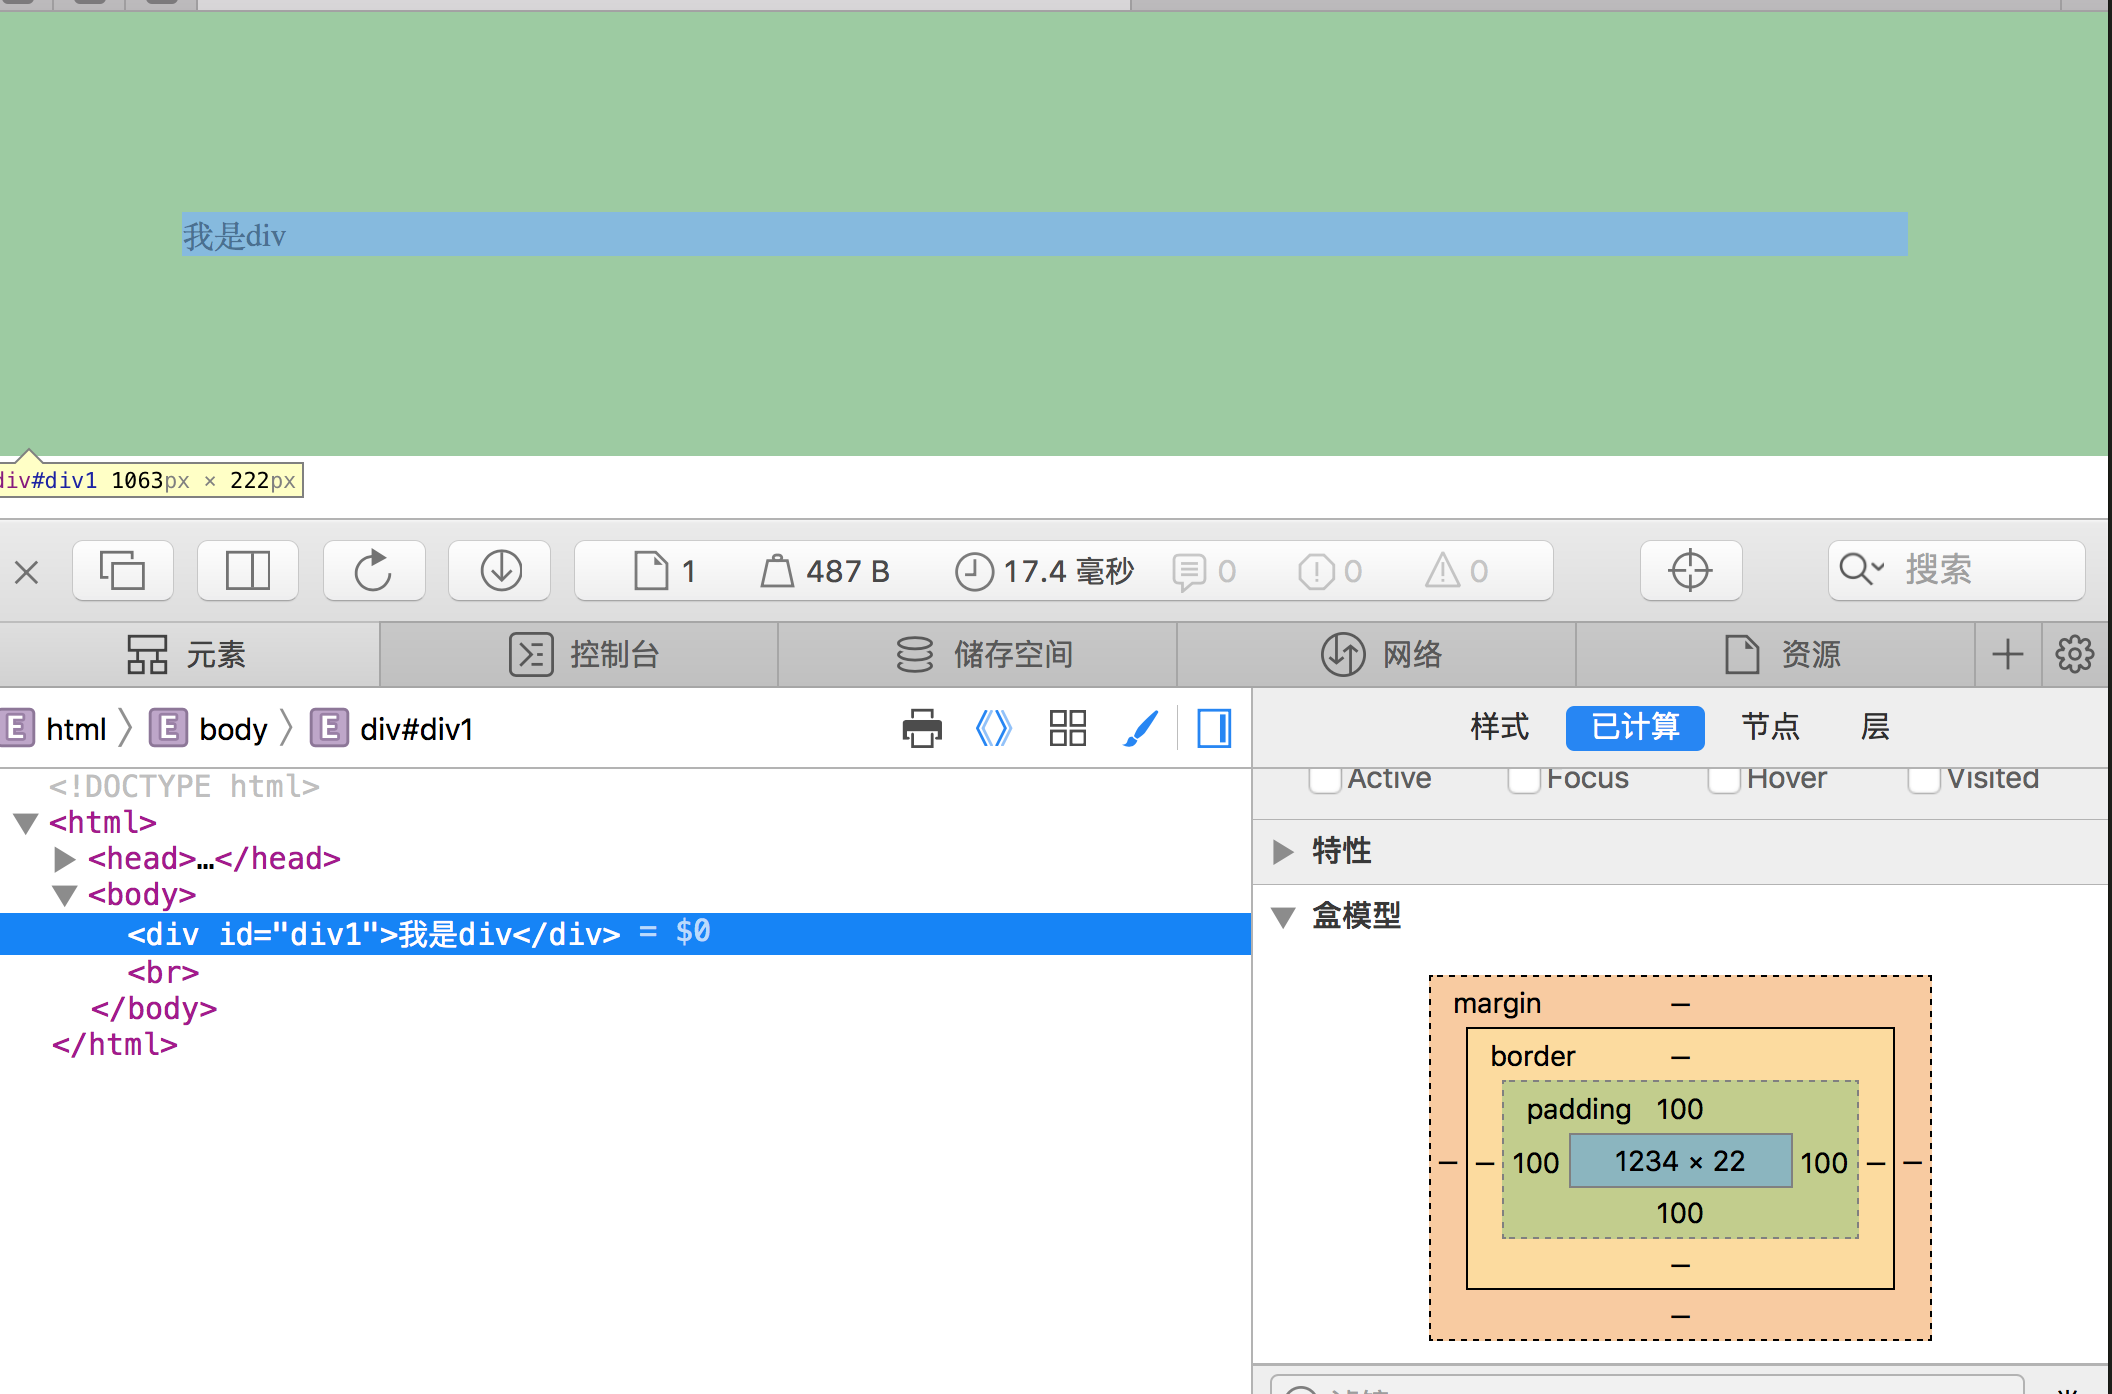 我是div
div#div1 1063px × 222px
1 487 B 17.4 毫秒 0 0 0 搜索
元素 控制台 储存空间 网络 资源
E html E body E div#div1
样式 已计算 节点 层
<!DOCTYPE html>
<html>
<head>…</head>
<body>
<div id="div1">我是div</div> = $0
<br>
</body>
</html>
Active Focus Hover Visited
特性
盒模型
margin –
border –
padding 100
– – 100 1234 × 22 100 – –
100
–
–